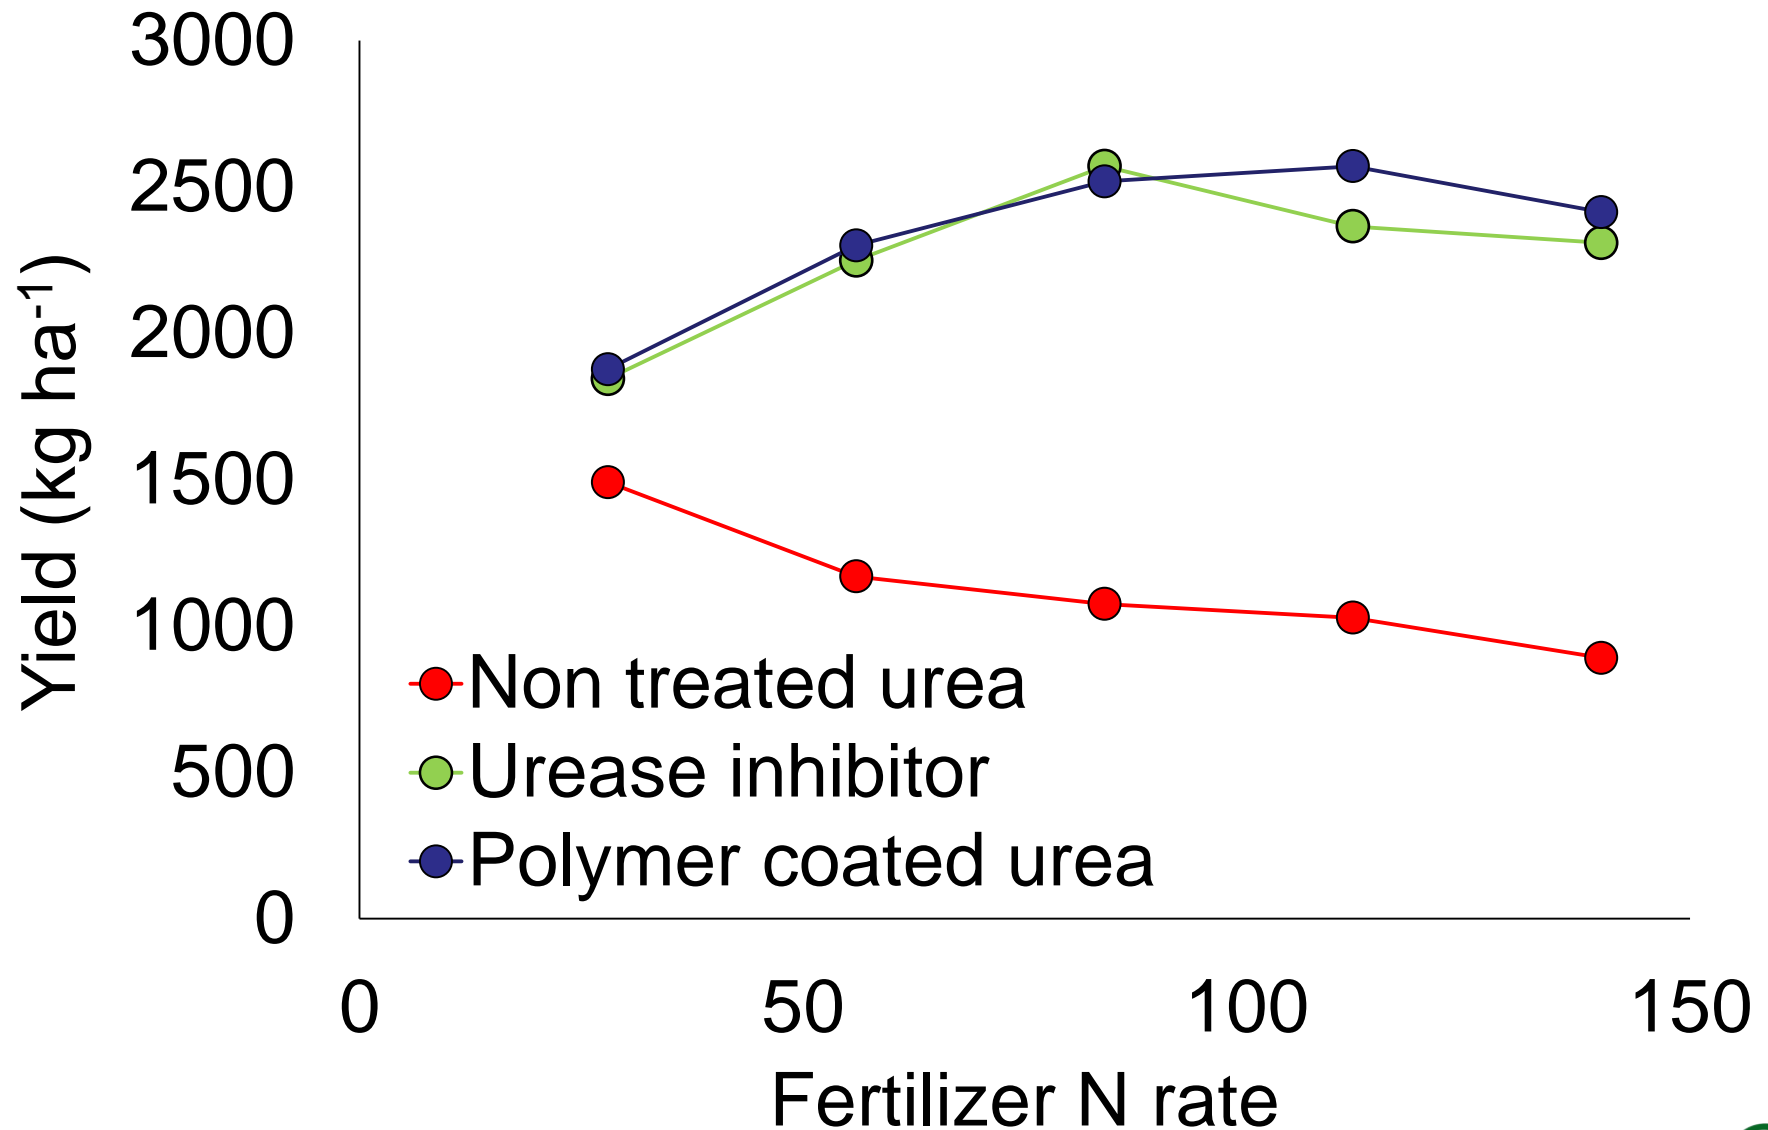 3000
2500
2000
1500
1000
500
0
Yield (kg ha⁻¹)
Non treated urea
Urease inhibitor
Polymer coated urea
0 50 100 150
Fertilizer N rate